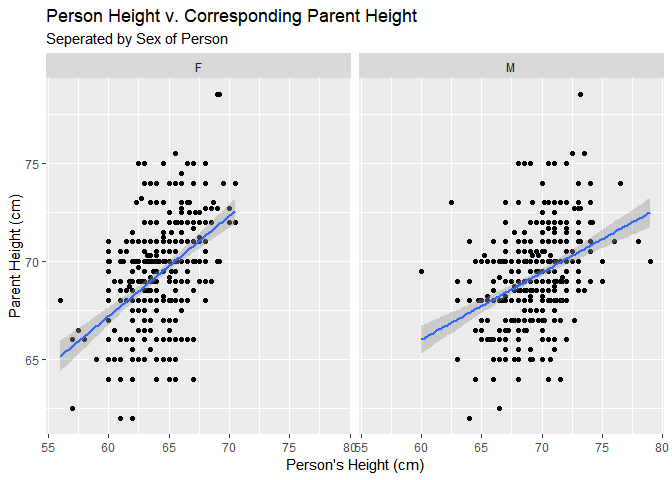 Person Height v. Corresponding Parent Height
Seperated by Sex of Person
F
M
Parent Height (cm)
75
70
65
55
60
65
70
75
80
55
60
65
70
75
80
Person's Height (cm)